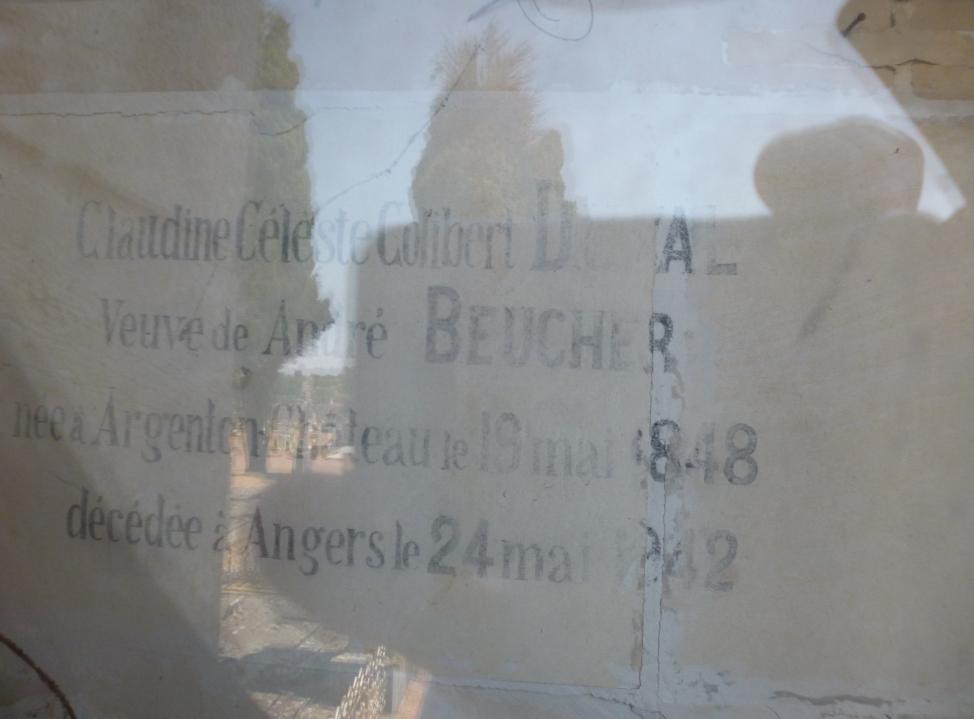 Claudine Céleste Colibert
Veuve de André BEUCHER
née à Argenton-Château le 19 mai 1848
décédée à Angers le 24 mai 1942